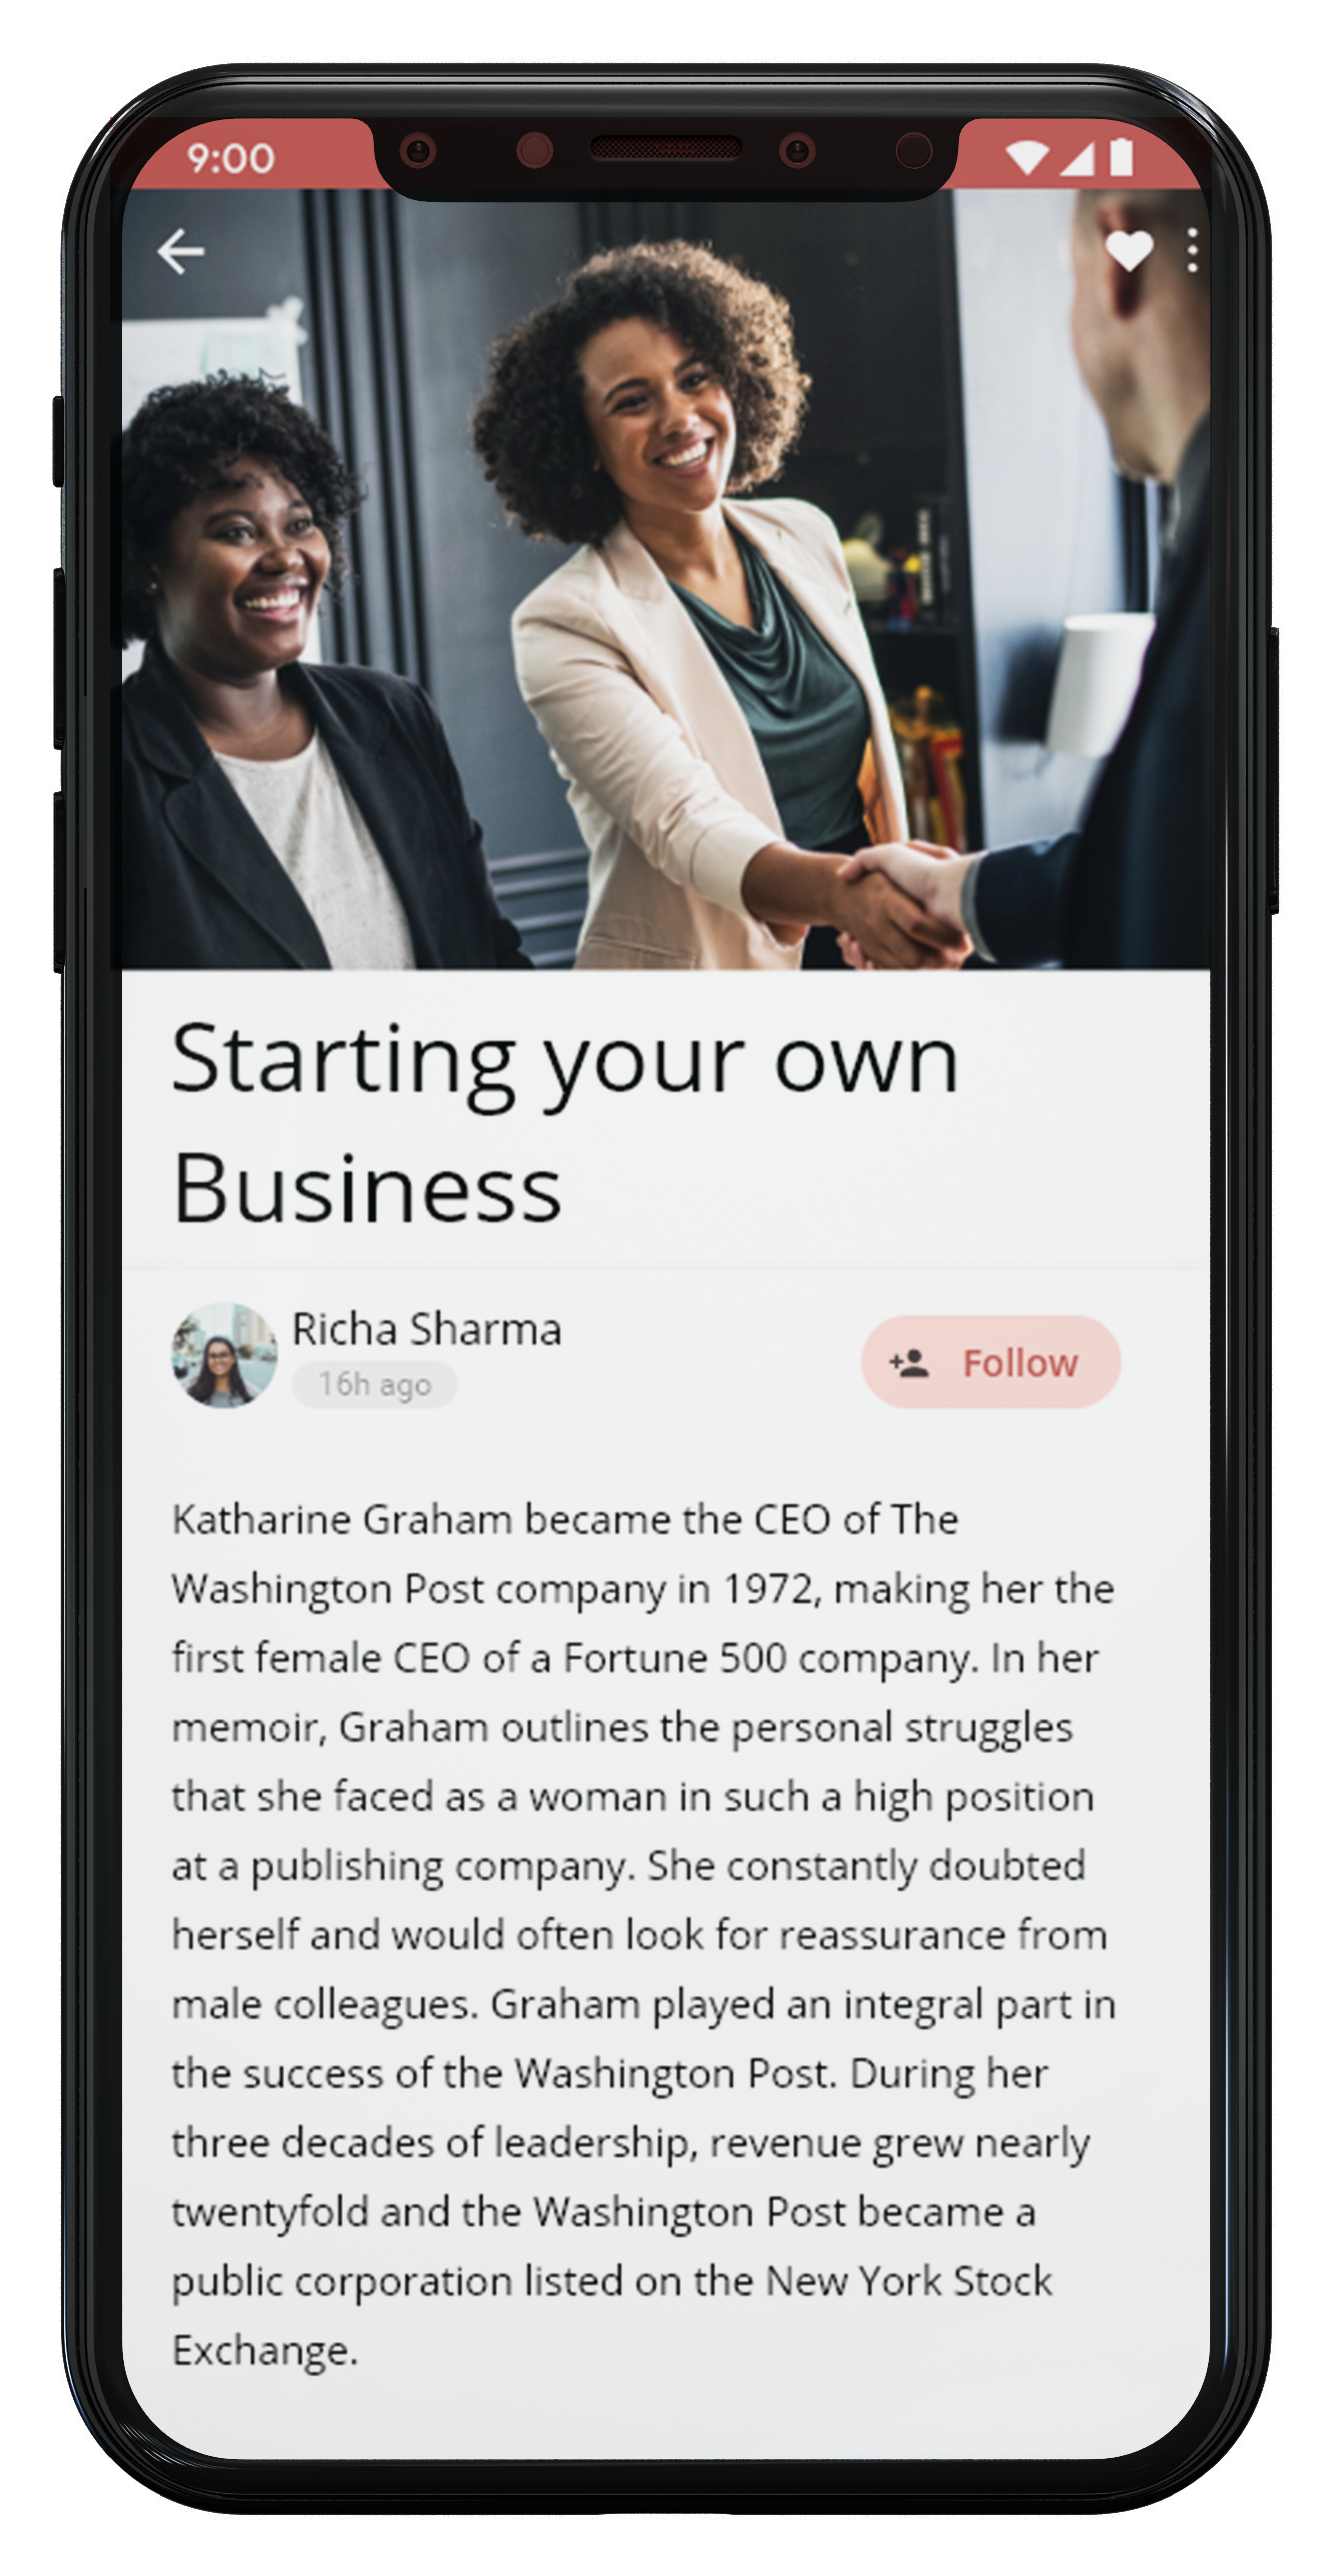 9:00
Starting your own
Business
Richa Sharma
16h ago
Follow
Katharine Graham became the CEO of The
Washington Post company in 1972, making her the
first female CEO of a Fortune 500 company. In her
memoir, Graham outlines the personal struggles
that she faced as a woman in such a high position
at a publishing company. She constantly doubted
herself and would often look for reassurance from
male colleagues. Graham played an integral part in
the success of the Washington Post. During her
three decades of leadership, revenue grew nearly
twentyfold and the Washington Post became a
public corporation listed on the New York Stock
Exchange.